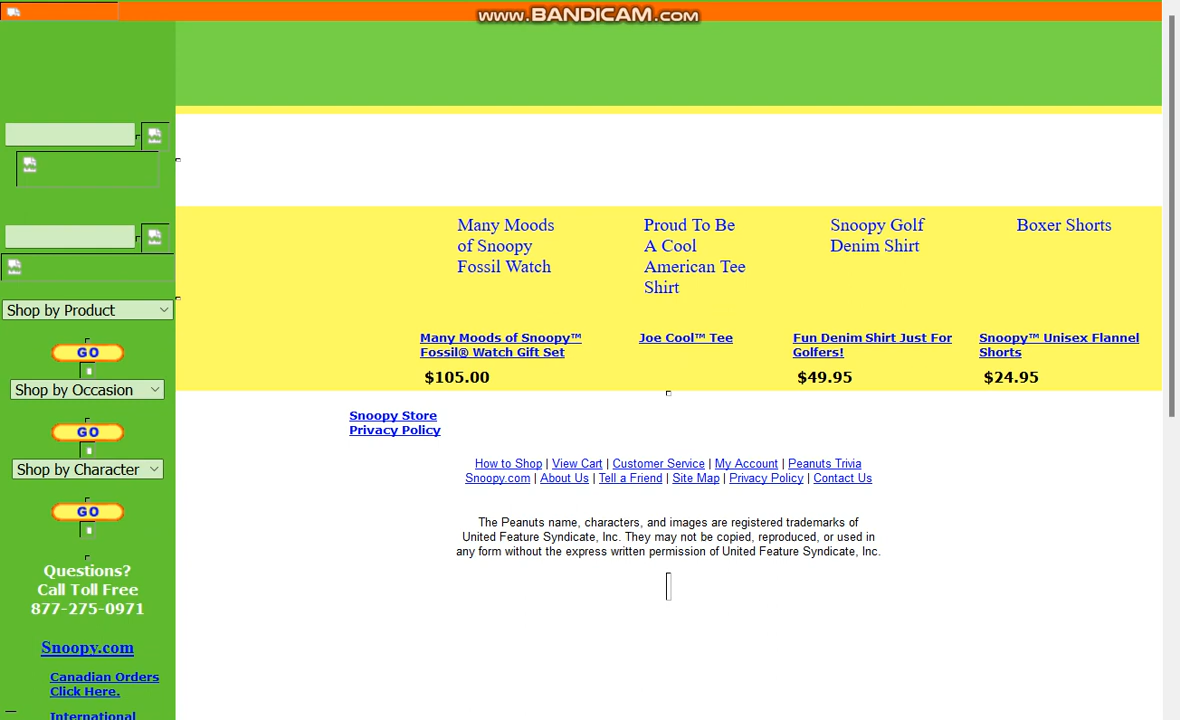 www.BANDICAM.com
Many Moods
of Snoopy
Fossil Watch
Proud To Be
A Cool
American Tee
Shirt
Snoopy Golf
Denim Shirt
Boxer Shorts
Many Moods of Snoopy™
Fossil® Watch Gift Set
$105.00
Joe Cool™ Tee
Fun Denim Shirt Just For
Golfers!
$49.95
Snoopy™ Unisex Flannel
Shorts
$24.95
Shop by Product
GO
Shop by Occasion
GO
Shop by Character
GO
Questions?
Call Toll Free
877-275-0971
Snoopy.com
Canadian Orders
Click Here.
International
Snoopy Store
Privacy Policy
How to Shop | View Cart | Customer Service | My Account | Peanuts Trivia
Snoopy.com | About Us | Tell a Friend | Site Map | Privacy Policy | Contact Us
The Peanuts name, characters, and images are registered trademarks of
United Feature Syndicate, Inc. They may not be copied, reproduced, or used in
any form without the express written permission of United Feature Syndicate, Inc.